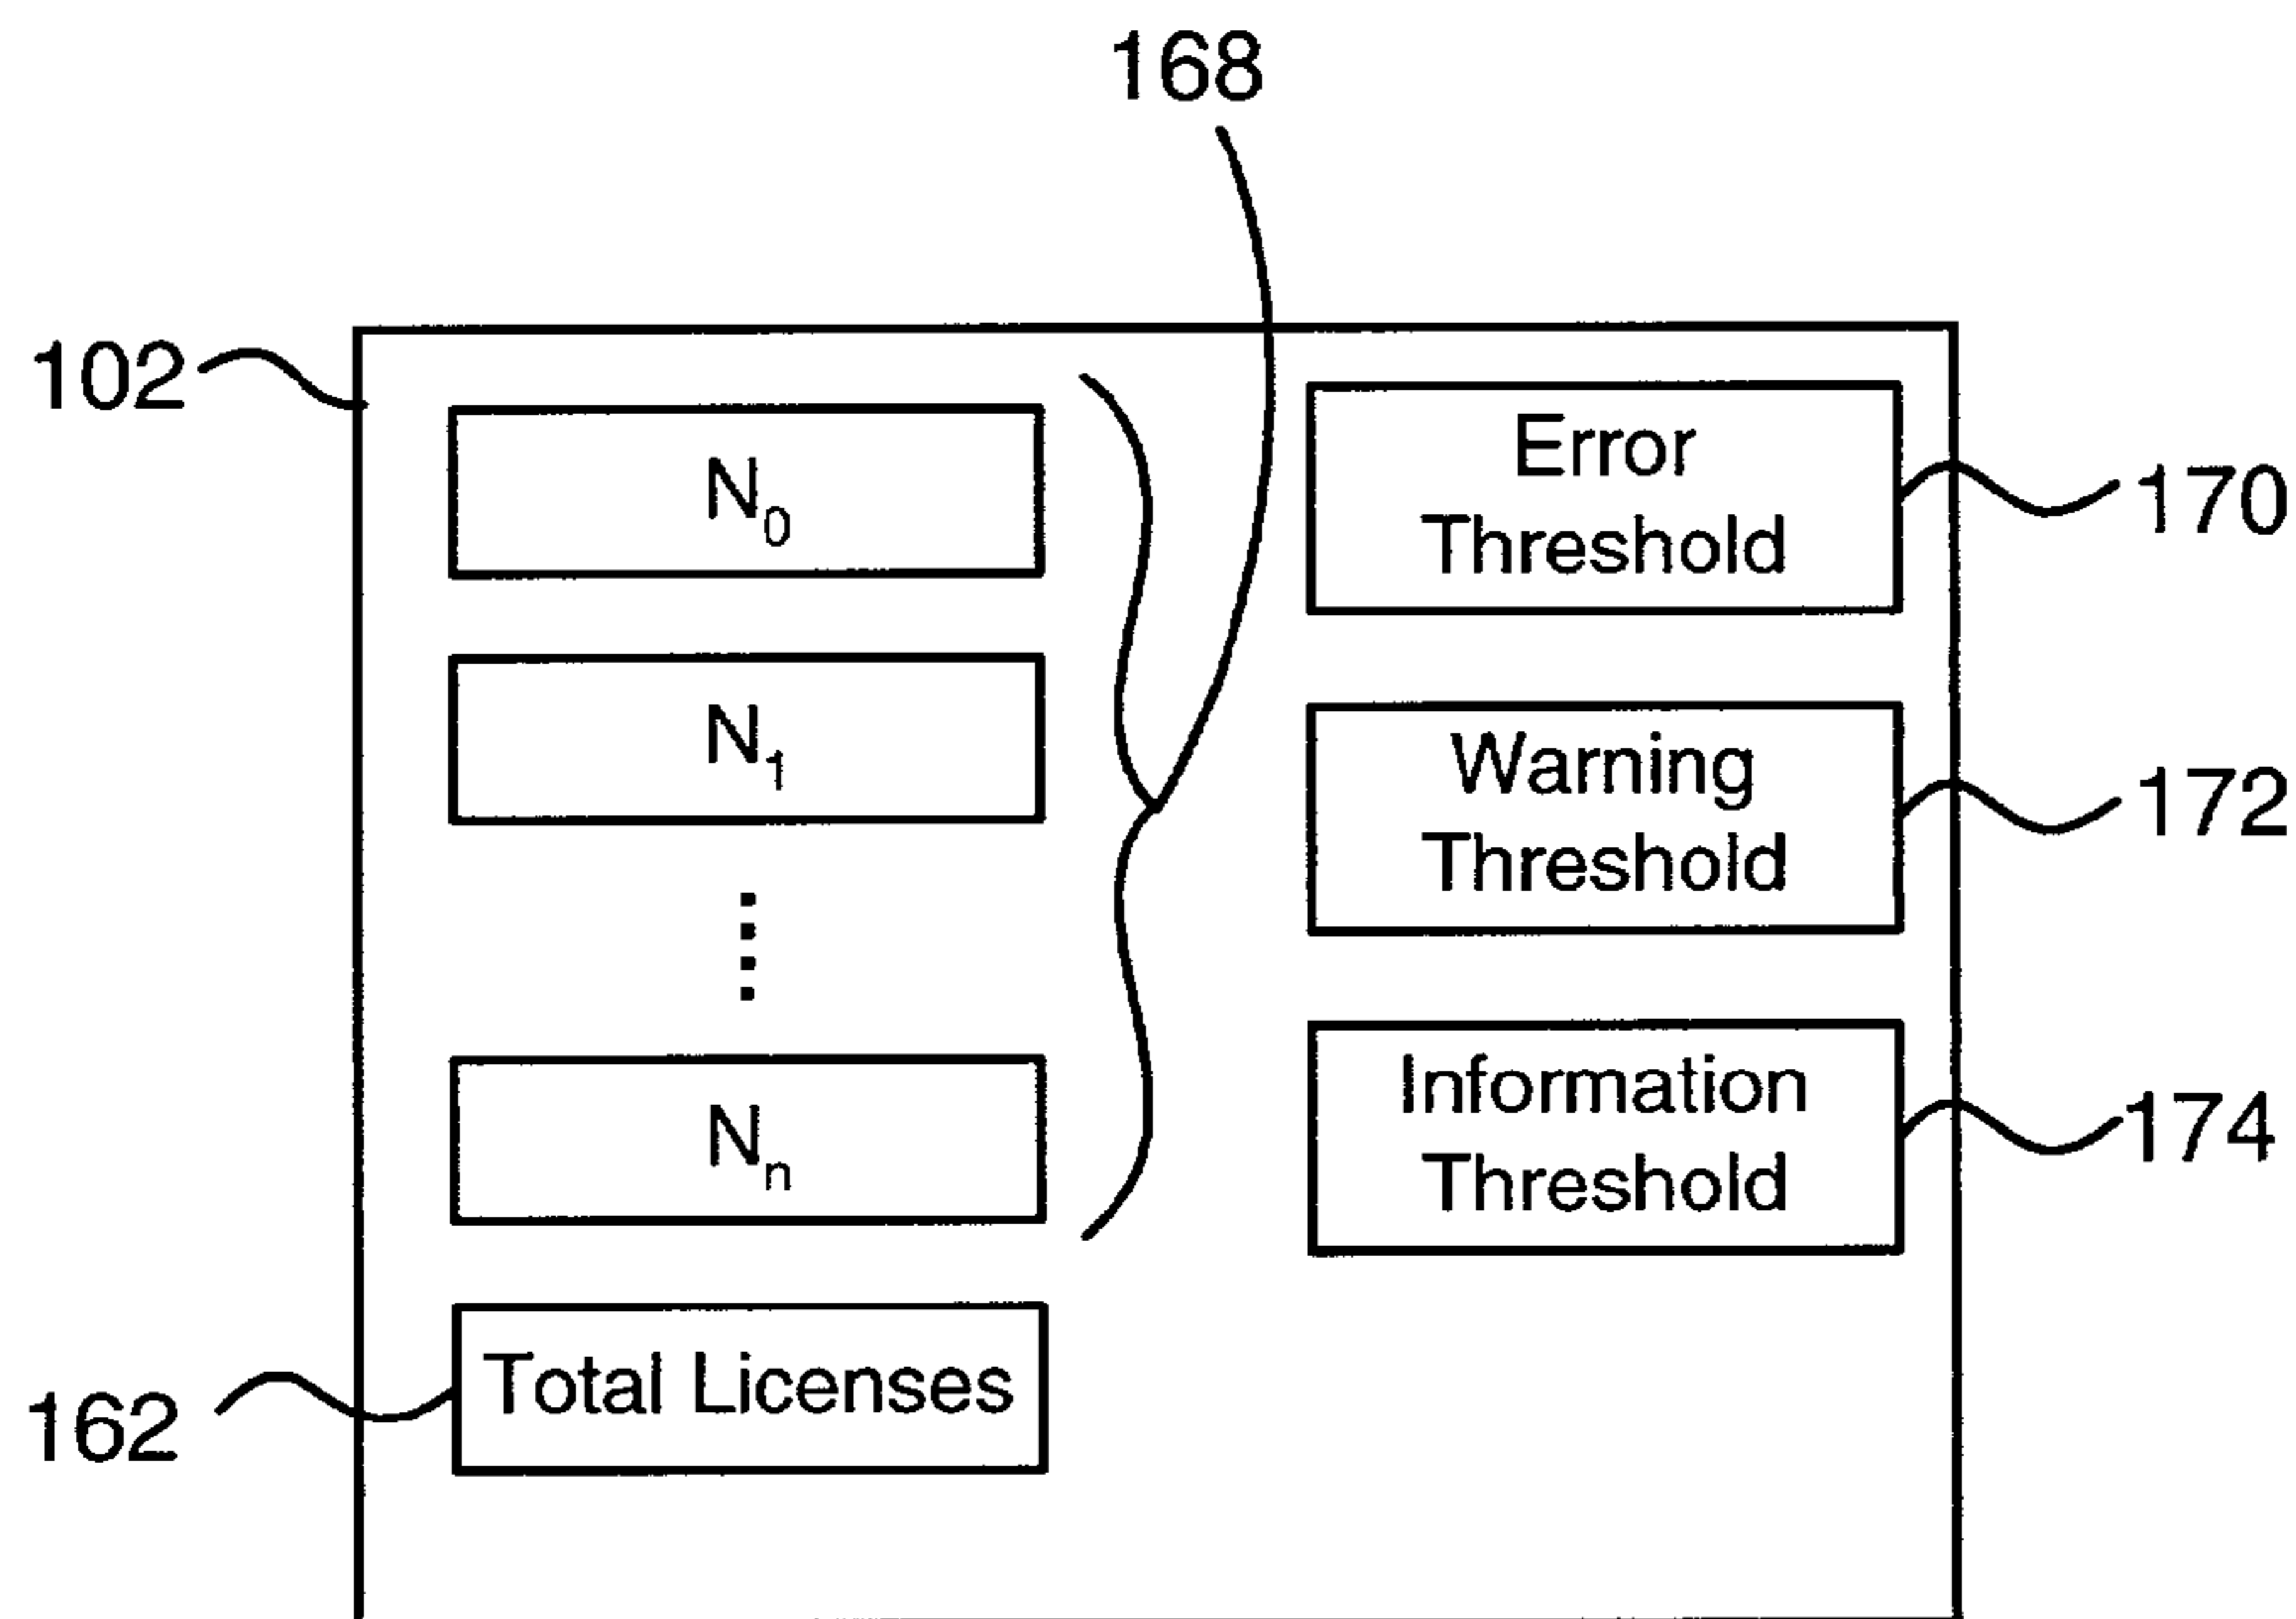 168
102
N₀
Error
Threshold
170
N₁
Warning
Threshold
172
Nₙ
Information
Threshold
174
Total Licenses
162